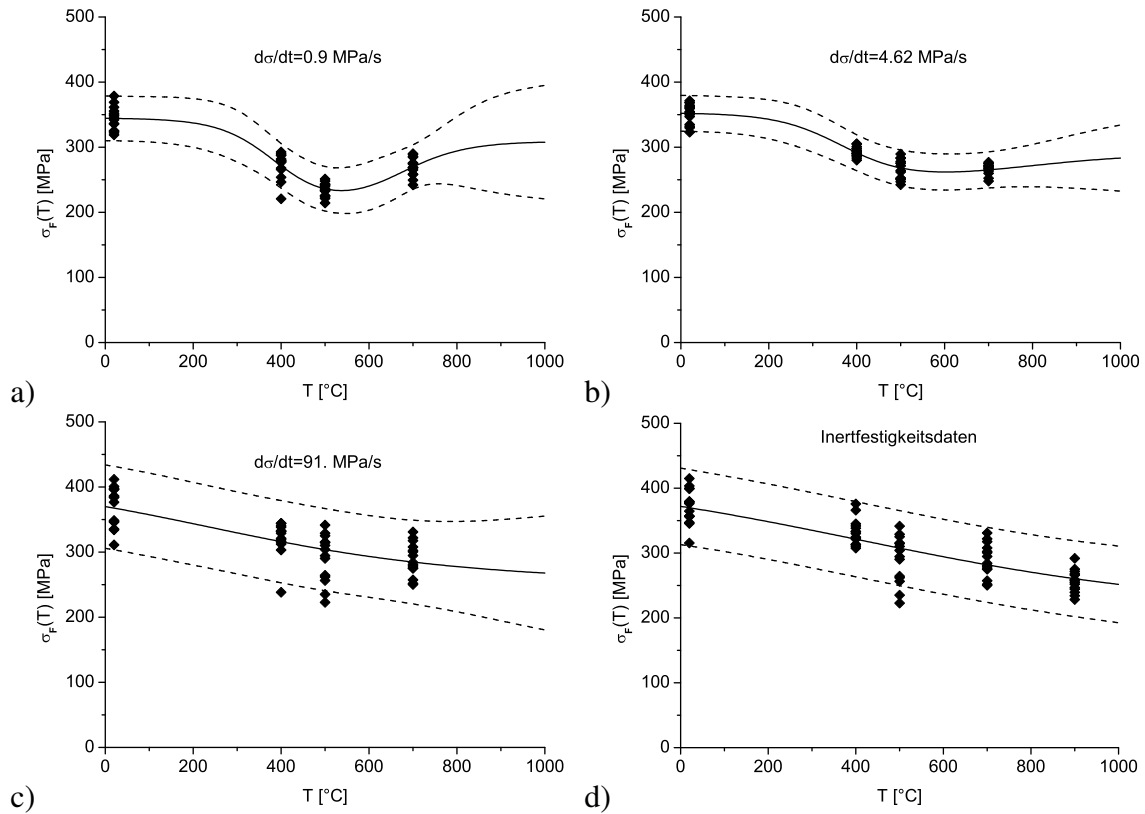 dσ/dt=0.9 MPa/s
σF(T) [MPa]
500
400
300
200
100
0
0 200 400 600 800 1000
T [°C]
a)
dσ/dt=4.62 MPa/s
σF(T) [MPa]
500
400
300
200
100
0
0 200 400 600 800 1000
T [°C]
b)
dσ/dt=91. MPa/s
σF(T) [MPa]
500
400
300
200
100
0
0 200 400 600 800 1000
T [°C]
c)
Inertfestigkeitsdaten
σF(T) [MPa]
500
400
300
200
100
0
0 200 400 600 800 1000
T [°C]
d)